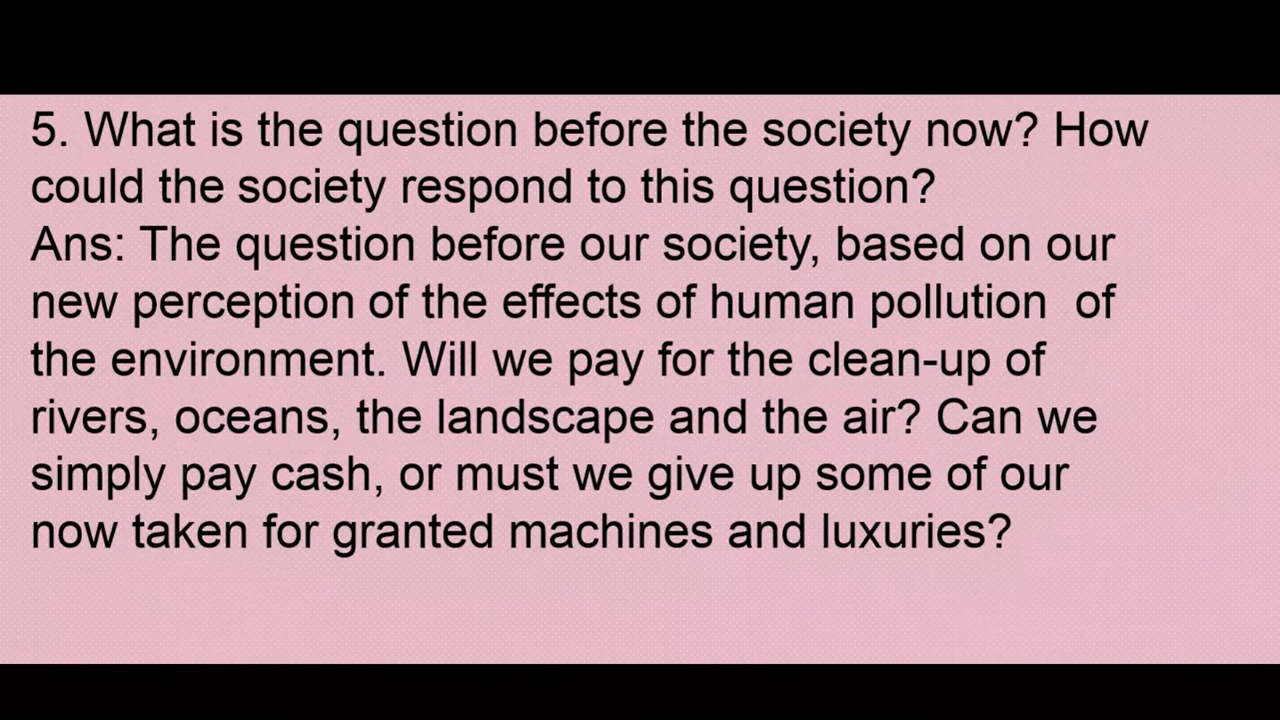 5. What is the question before the society now? How
could the society respond to this question?
Ans: The question before our society, based on our
new perception of the effects of human pollution  of
the environment. Will we pay for the clean-up of
rivers, oceans, the landscape and the air? Can we
simply pay cash, or must we give up some of our
now taken for granted machines and luxuries?